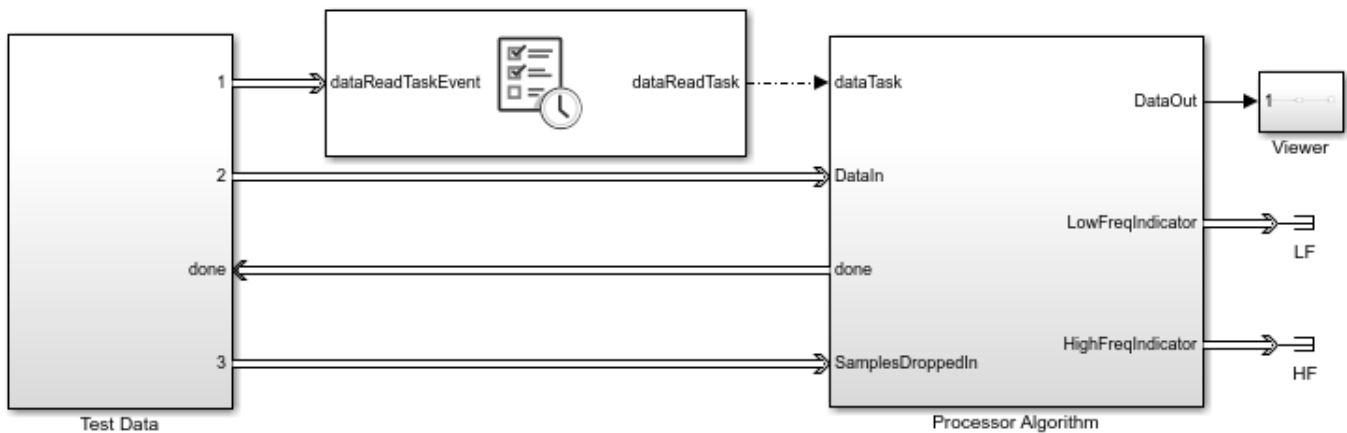 1
dataReadTaskEvent
dataReadTask
dataTask
DataOut
1
Viewer
2
DataIn
LowFreqIndicator
LF
done
done
3
SamplesDroppedIn
HighFreqIndicator
HF
Test Data
Processor Algorithm